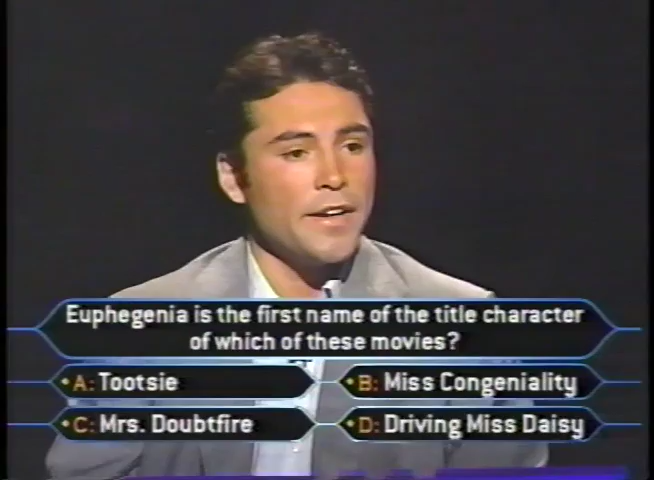 Euphegenia is the first name of the title character
of which of these movies?
A: Tootsie
B: Miss Congeniality
C: Mrs. Doubtfire
D: Driving Miss Daisy